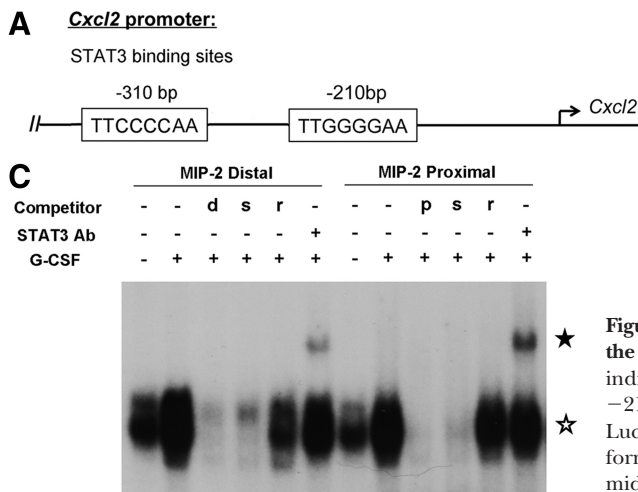 A
Cxcl2 promoter:
STAT3 binding sites
-310 bp
-210bp
//
TTCCCCAA
TTGGGGAA
Cxcl2
C
MIP-2 Distal
MIP-2 Proximal
Competitor - - d s r - - - p s r -
STAT3 Ab - - - - - + - - - - - +
G-CSF - + + + + + - + + + + +
★
☆
Figu
the
indi
−21
Luc
form
mid